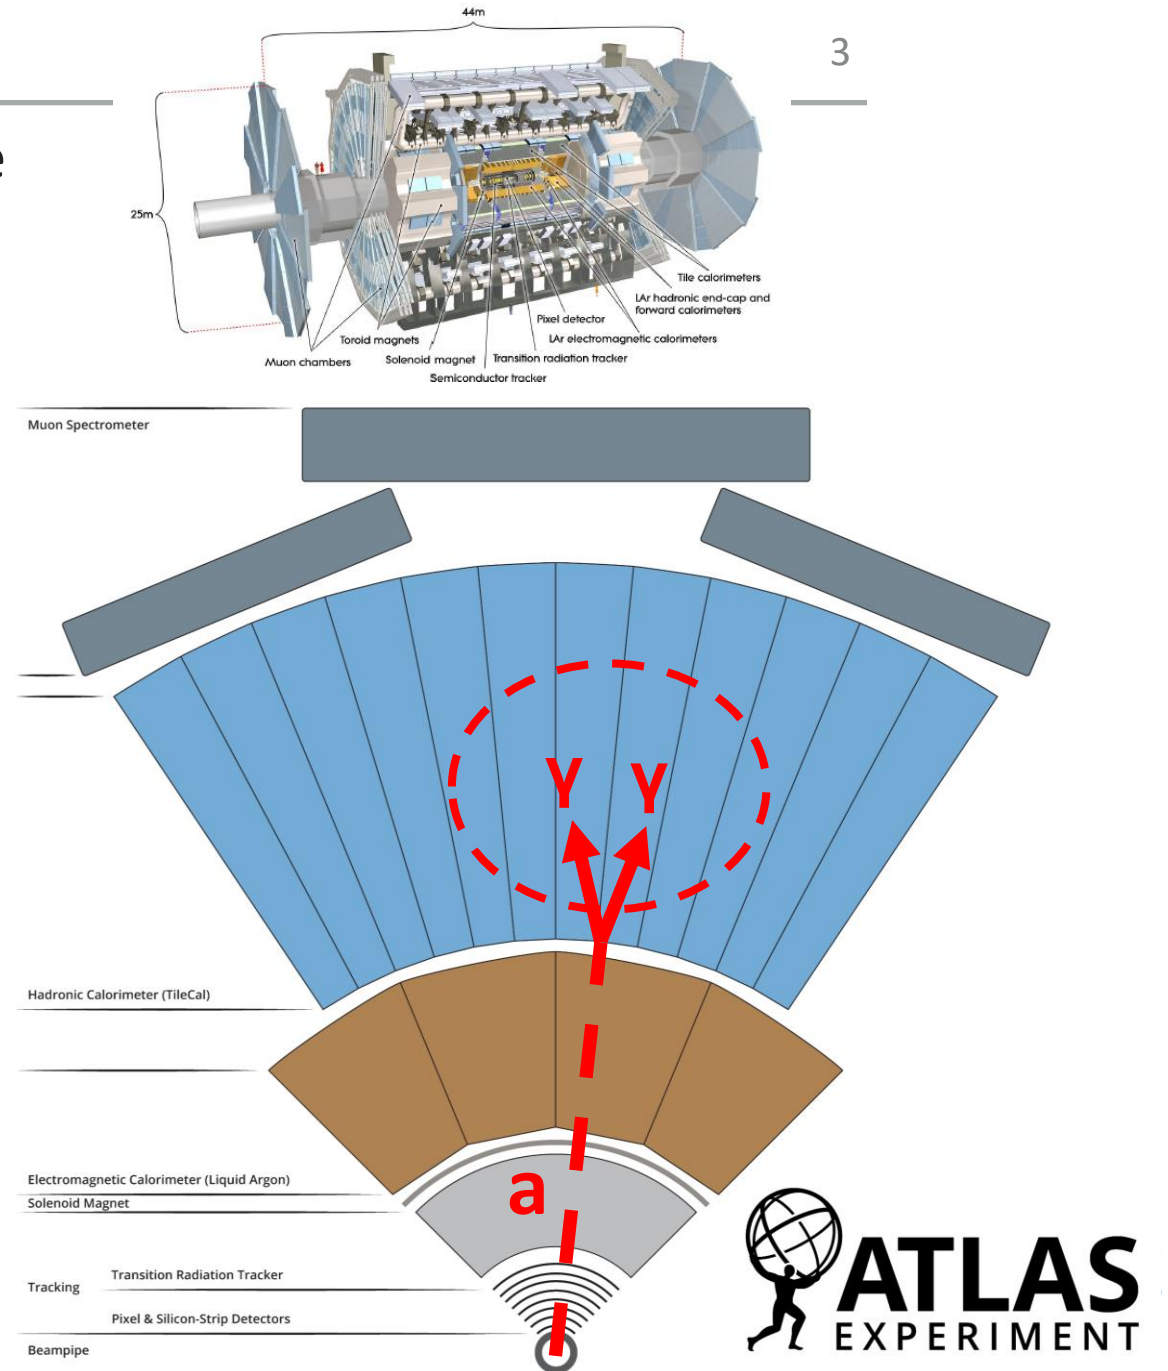 44m
3
e
25m
Tile calorimeters
LAr hadronic end-cap and
forward calorimeters
Pixel detector
LAr electromagnetic calorimeters
Toroid magnets
Muon chambers
Solenoid magnet
Transition radiation tracker
Semiconductor tracker
Muon Spectrometer
γ γ
Hadronic Calorimeter (TileCal)
Electromagnetic Calorimeter (Liquid Argon)
Solenoid Magnet
a
Tracking
Transition Radiation Tracker
Pixel & Silicon-Strip Detectors
Beampipe
ATLAS
EXPERIMENT